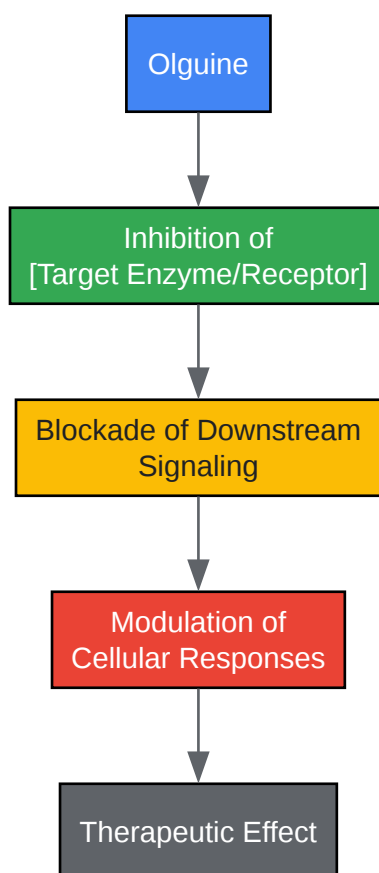 Olguine
Inhibition of
[Target Enzyme/Receptor]
Blockade of Downstream
Signaling
Modulation of
Cellular Responses
Therapeutic Effect